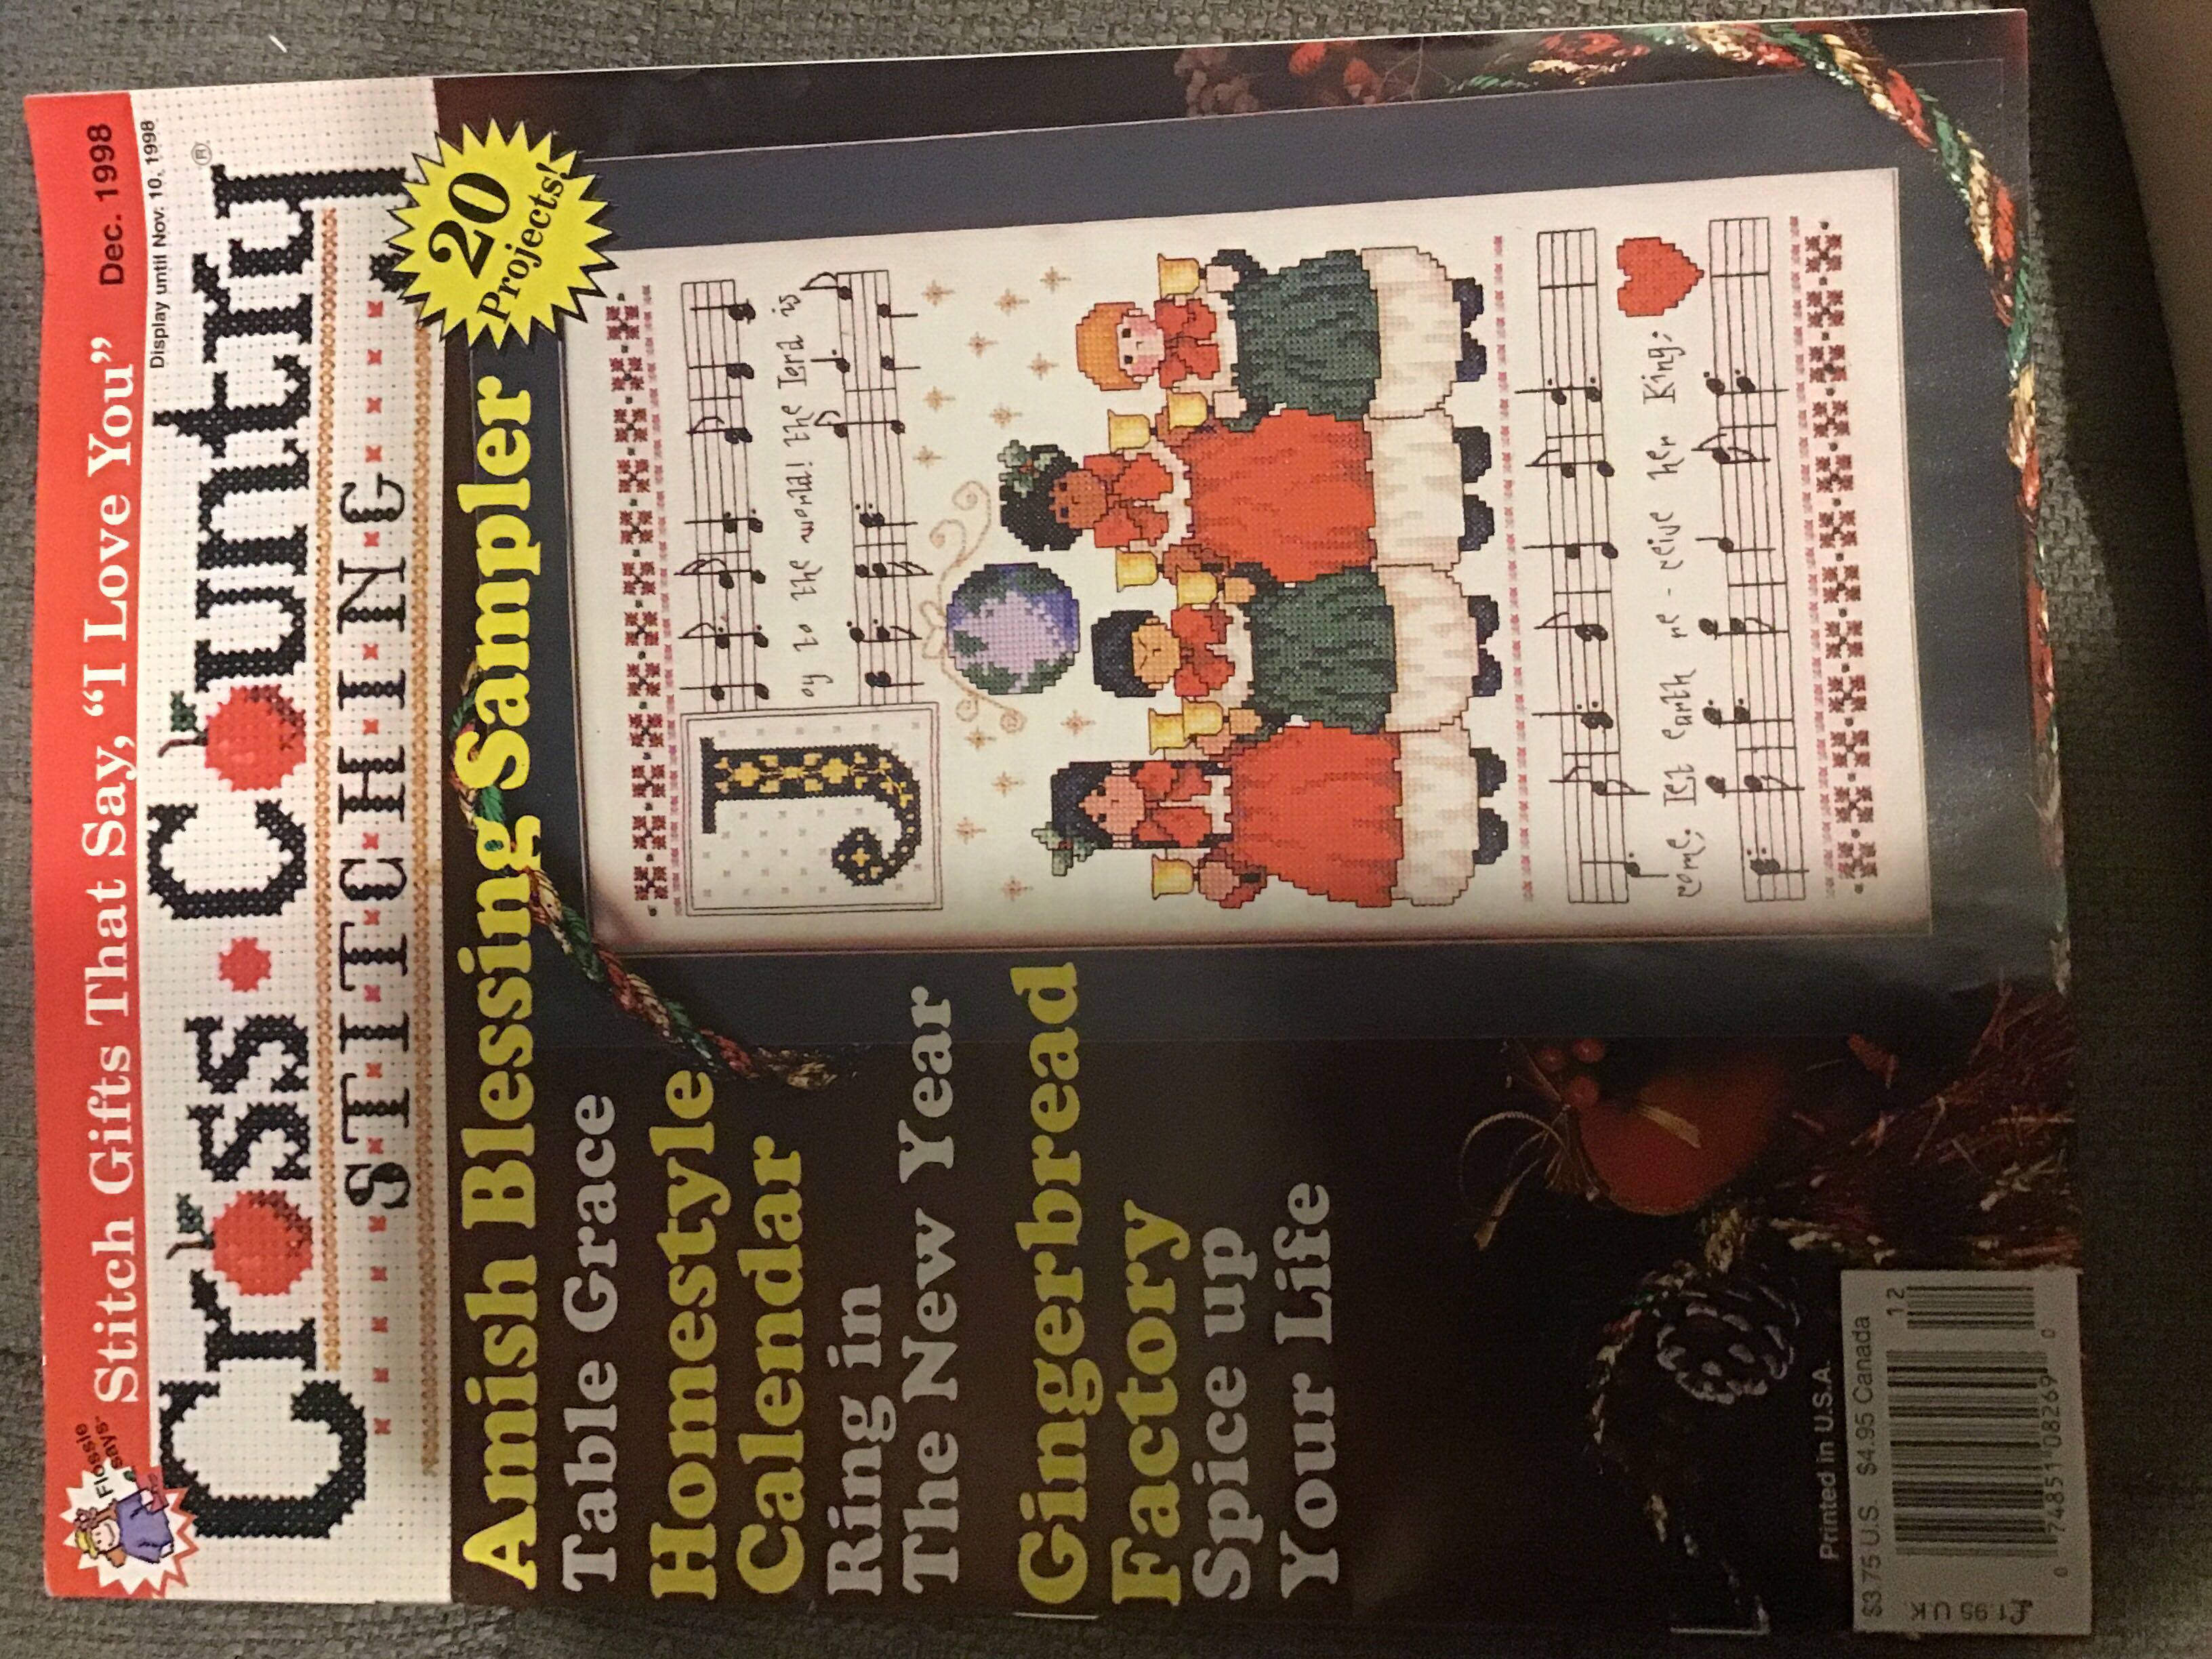 Flossie
says
Stitch Gifts That Say, "I Love You"
Dec. 1998
Display until Nov. 10, 1998
Cross Country®
STITCHING
20
Projects!
Amish Blessing Sampler
Table Grace
Homestyle
Calendar
Ring in
The New Year
Gingerbread
Factory
Spice up
Your Life
J
oy to the world! the Lord is
come; Let earth re - ceive her King;
Printed in U.S.A.
$3.75 U.S. $4.95 Canada
£1.95 U.K.
12
0 74851 08269 0